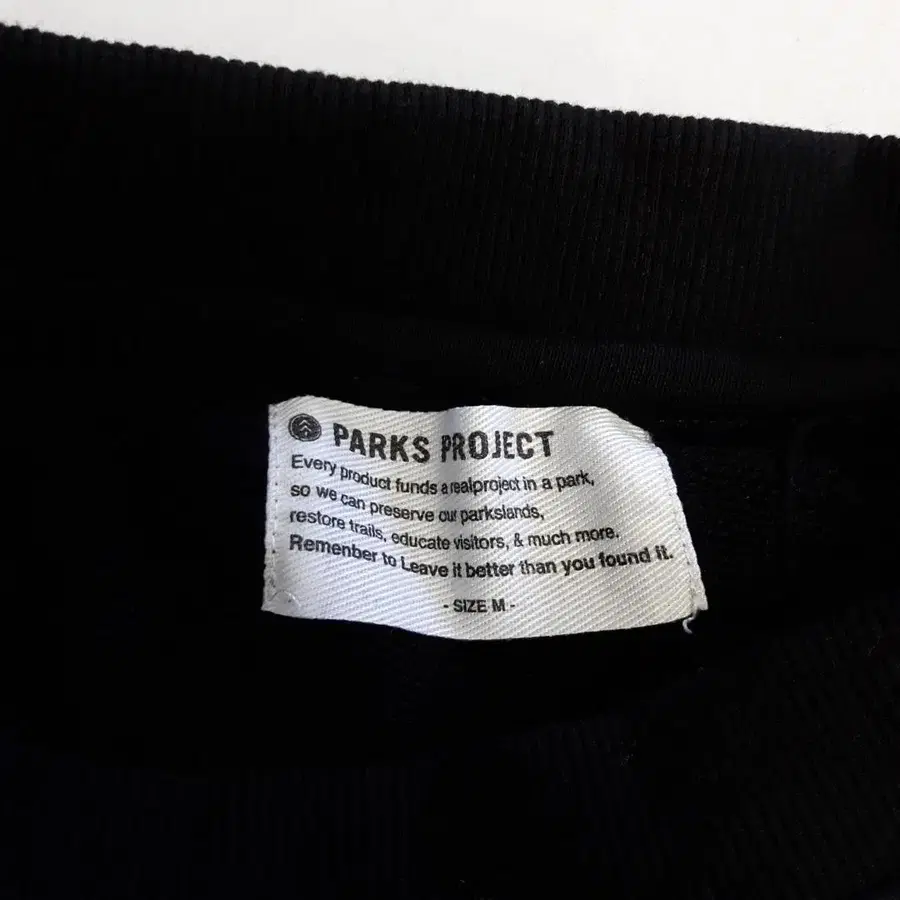 PARKS PROJECT
Every product funds a realproject in a park,
so we can preserve our parkslands,
restore trails, educate visitors, & much more.
Remenber to Leave it better than you found it.
- SIZE M -